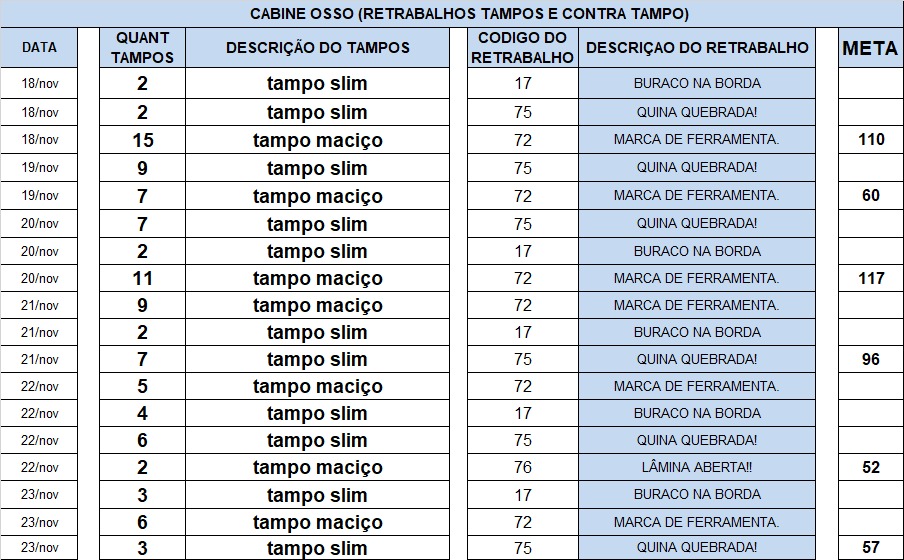 CABINE OSSO (RETRABALHOS TAMPOS E CONTRA TAMPO)
DATA QUANT TAMPOS DESCRIÇÃO DO TAMPOS CODIGO DO RETRABALHO DESCRIÇAO DO RETRABALHO META
18/nov 2 tampo slim 17 BURACO NA BORDA
18/nov 2 tampo slim 75 QUINA QUEBRADA!
18/nov 15 tampo maciço 72 MARCA DE FERRAMENTA. 110
19/nov 9 tampo slim 75 QUINA QUEBRADA!
19/nov 7 tampo maciço 72 MARCA DE FERRAMENTA. 60
20/nov 7 tampo slim 75 QUINA QUEBRADA!
20/nov 2 tampo slim 17 BURACO NA BORDA
20/nov 11 tampo maciço 72 MARCA DE FERRAMENTA. 117
21/nov 9 tampo maciço 72 MARCA DE FERRAMENTA.
21/nov 2 tampo slim 17 BURACO NA BORDA
21/nov 7 tampo slim 75 QUINA QUEBRADA! 96
22/nov 5 tampo maciço 72 MARCA DE FERRAMENTA.
22/nov 4 tampo slim 17 BURACO NA BORDA
22/nov 6 tampo slim 75 QUINA QUEBRADA!
22/nov 2 tampo maciço 76 LÂMINA ABERTA!! 52
23/nov 3 tampo slim 17 BURACO NA BORDA
23/nov 6 tampo maciço 72 MARCA DE FERRAMENTA.
23/nov 3 tampo slim 75 QUINA QUEBRADA! 57